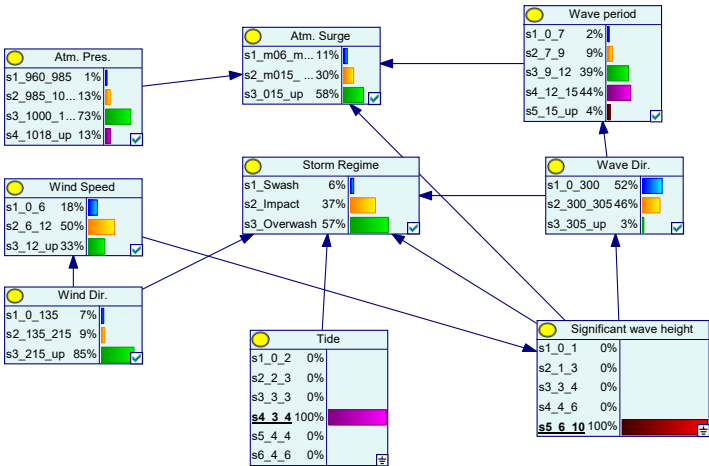 Atm. Pres.
s1_960_985 1%
s2_985_10... 13%
s3_1000_1... 73%
s4_1018_up 13%
Atm. Surge
s1_m06_m... 11%
s2_m015_ ... 30%
s3_015_up 58%
Wave period
s1_0_7 2%
s2_7_9 9%
s3_9_12 39%
s4_12_15 44%
s5_15_up 4%
Wind Speed
s1_0_6 18%
s2_6_12 50%
s3_12_up 33%
Storm Regime
s1_Swash 6%
s2_Impact 37%
s3_Overwash 57%
Wave Dir.
s1_0_300 52%
s2_300_305 46%
s3_305_up 3%
Wind Dir.
s1_0_135 7%
s2_135_215 9%
s3_215_up 85%
Tide
s1_0_2 0%
s2_2_3 0%
s3_3_3 0%
s4_3_4 100%
s5_4_4 0%
s6_4_6 0%
Significant wave height
s1_0_1 0%
s2_1_3 0%
s3_3_4 0%
s4_4_6 0%
s5_6_10 100%